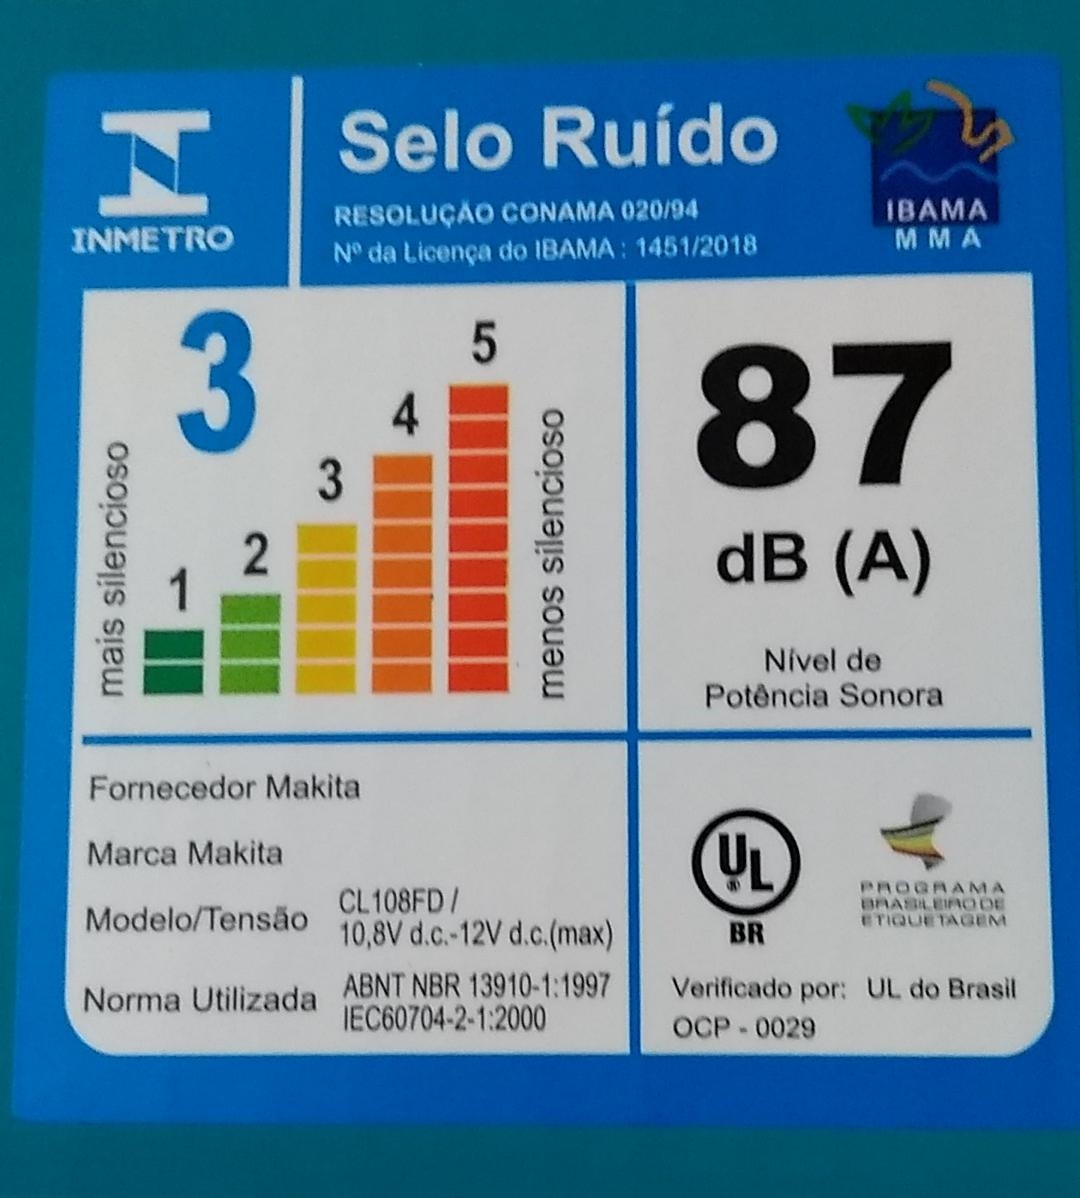 INMETRO
Selo Ruído
RESOLUÇÃO CONAMA 020/94
Nº da Licença do IBAMA : 1451/2018
IBAMA
MMA
3
mais silencioso
1
2
3
4
5
menos silencioso
87
dB (A)
Nível de
Potência Sonora
Fornecedor Makita
Marca Makita
Modelo/Tensão CL108FD /
10,8V d.c.-12V d.c.(max)
Norma Utilizada ABNT NBR 13910-1:1997
IEC60704-2-1:2000
UL®
BR
PROGRAMA
BRASILEIRO DE
ETIQUETAGEM
Verificado por: UL do Brasil
OCP - 0029